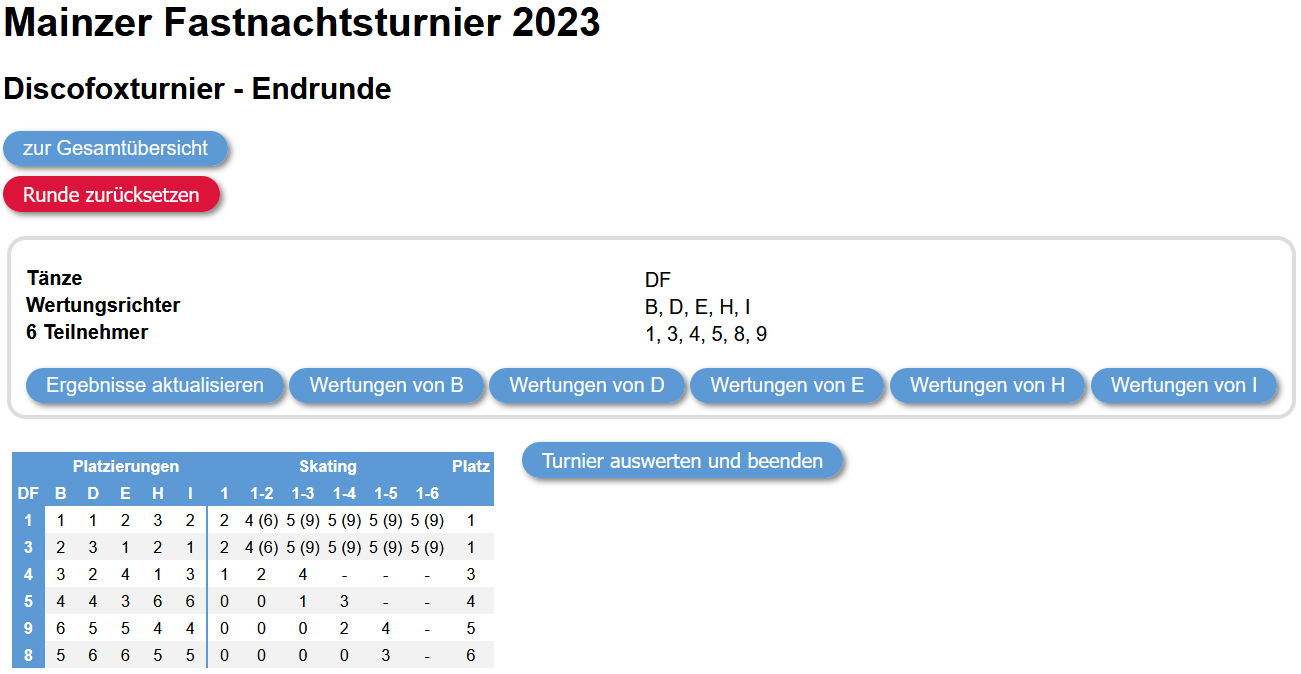 Mainzer Fastnachtsturnier 2023
Discofoxturnier - Endrunde
zur Gesamtübersicht
Runde zurücksetzen
Tänze DF
Wertungsrichter B, D, E, H, I
6 Teilnehmer 1, 3, 4, 5, 8, 9
Ergebnisse aktualisieren Wertungen von B Wertungen von D Wertungen von E Wertungen von H Wertungen von I
Turnier auswerten und beenden
Platzierungen Skating Platz
DF B D E H I 1 1-2 1-3 1-4 1-5 1-6
1 1 1 2 3 2 2 4 (6) 5 (9) 5 (9) 5 (9) 5 (9) 1
3 2 3 1 2 1 2 4 (6) 5 (9) 5 (9) 5 (9) 5 (9) 1
4 3 2 4 1 3 1 2 4 - - - 3
5 4 4 3 6 6 0 0 1 3 - - 4
9 6 5 5 4 4 0 0 0 2 4 - 5
8 5 6 6 5 5 0 0 0 0 3 - 6